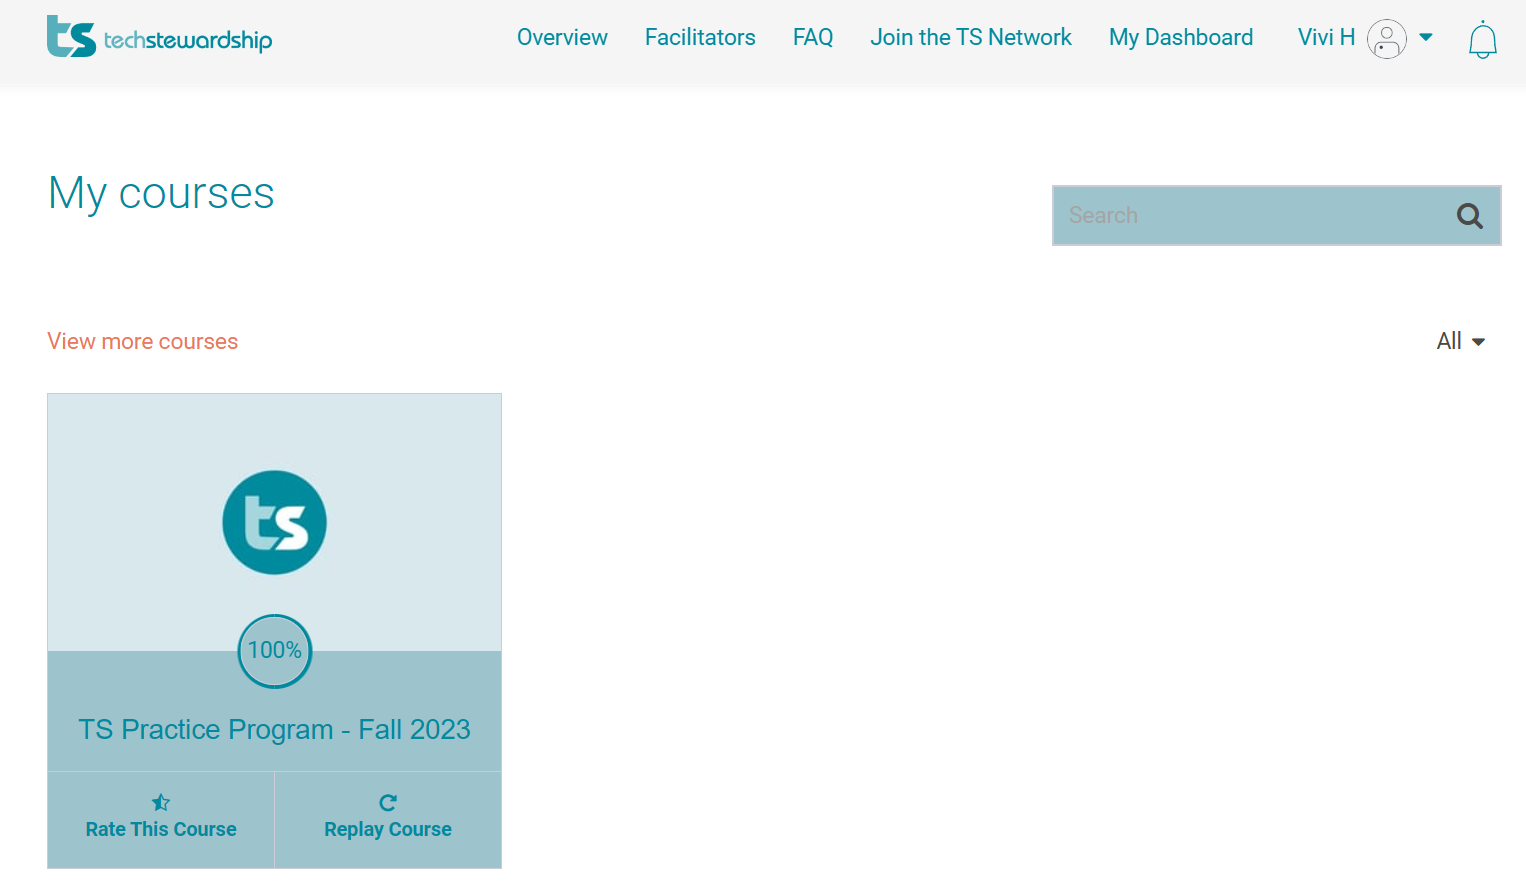 ts techstewardship
Overview Facilitators FAQ Join the TS Network My Dashboard Vivi H
My courses
Search
View more courses
All
ts
100%
TS Practice Program - Fall 2023
Rate This Course
Replay Course